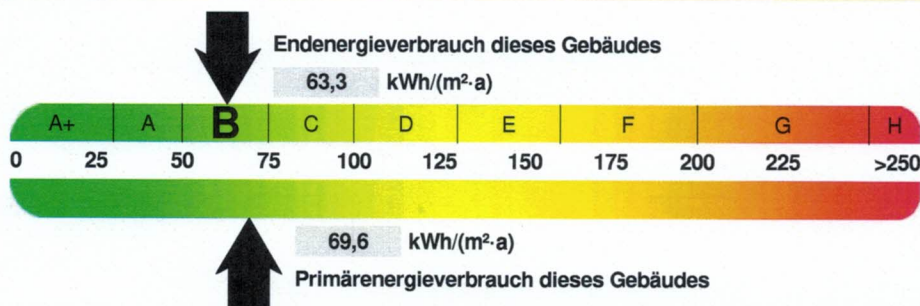 Endenergieverbrauch dieses Gebäudes
63,3 kWh/(m²·a)
A+ A B C D E F G H
0 25 50 75 100 125 150 175 200 225 >250
69,6 kWh/(m²·a)
Primärenergieverbrauch dieses Gebäudes